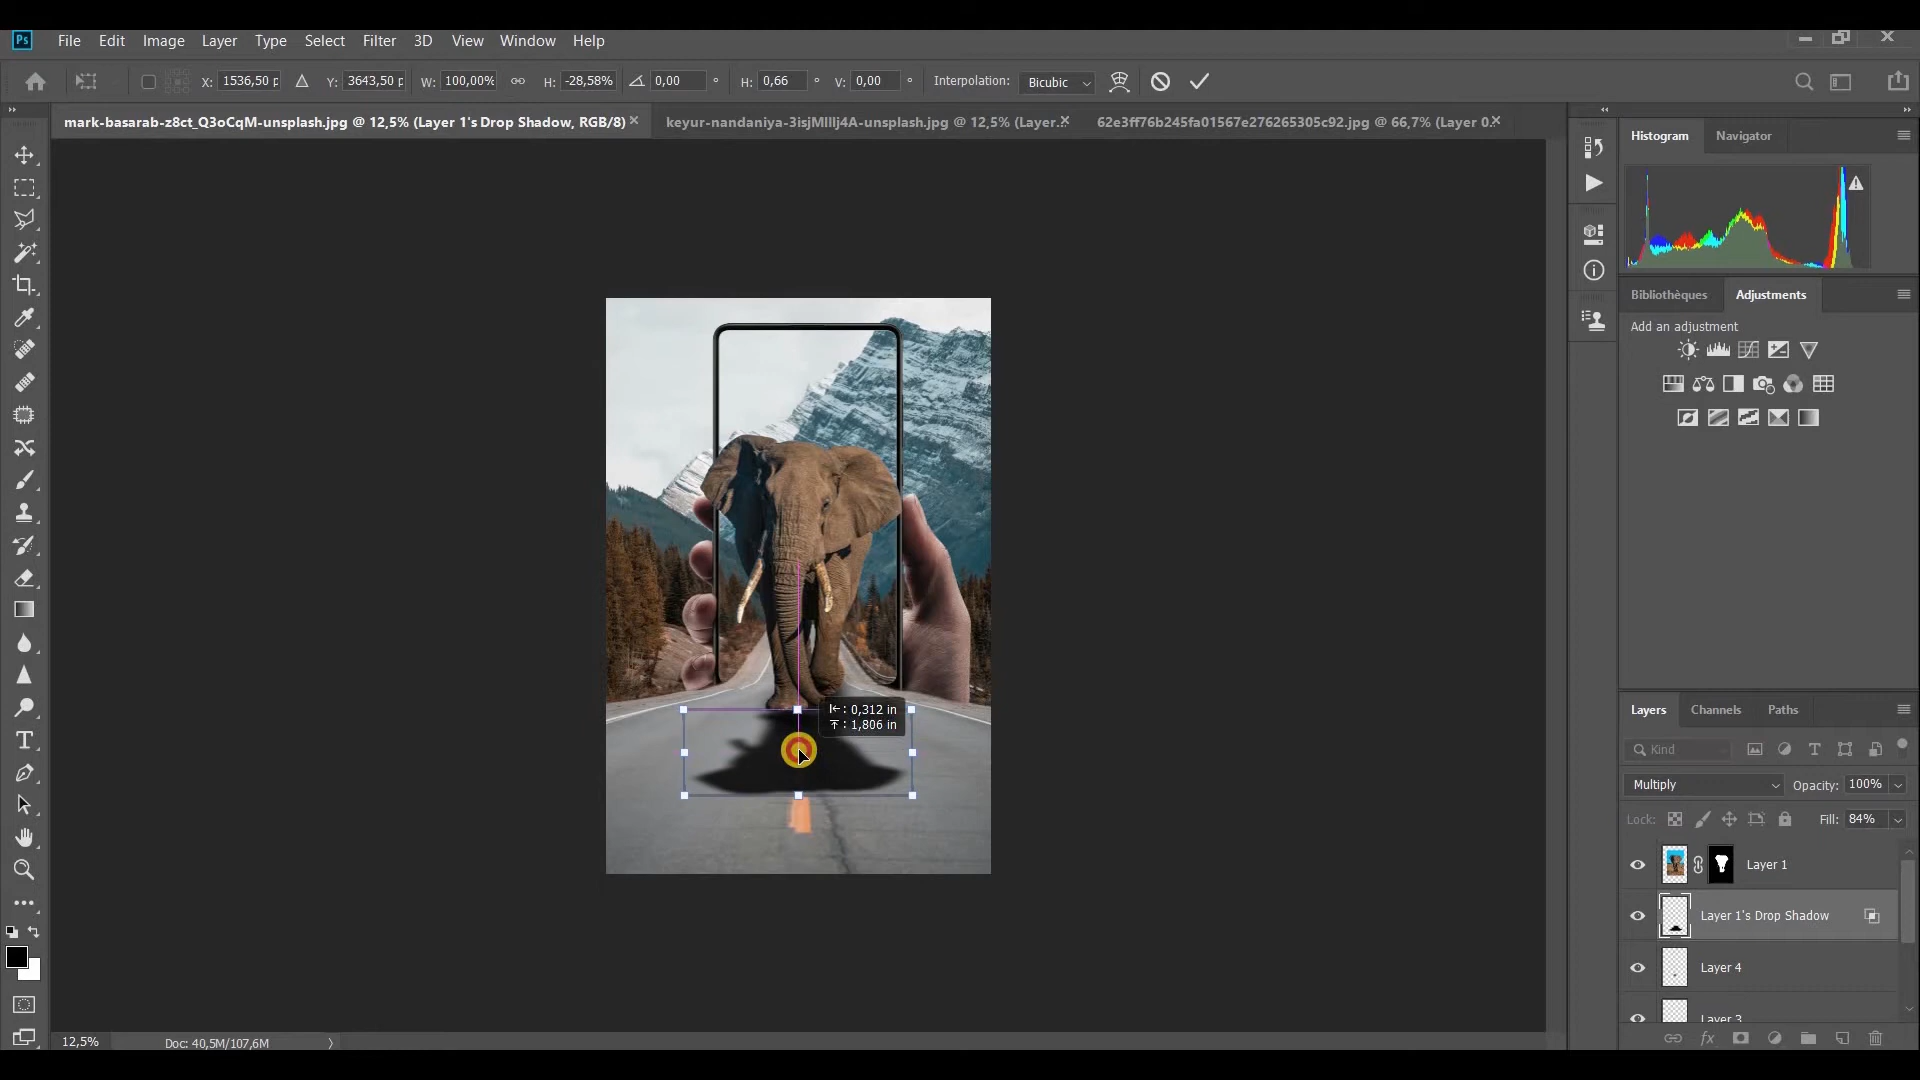 Ps File Edit Image Layer Type Select Filter 3D View Window Help
X: 1536,50 p Y: 3643,50 p W: 100,00% H: -28,58% 0,00 ° H: 0,66 ° V: 0,00 ° Interpolation: Bicubic
mark-basarab-z8ct_Q3oCqM-unsplash.jpg @ 12,5% (Layer 1's Drop Shadow, RGB/8) keyur-nandaniya-3isjMlllj4A-unsplash.jpg @ 12,5% (Layer... 62e3ff76b245fa01567e276265305c92.jpg @ 66,7% (Layer 0...
Histogram Navigator
Bibliothèques Adjustments
Add an adjustment
: 0,312 in
: 1,806 in
Layers Channels Paths
Kind
Multiply Opacity: 100%
Lock: Fill: 84%
Layer 1
Layer 1's Drop Shadow
Layer 4
Layer 3
12,5% Doc: 40,5M/107,6M